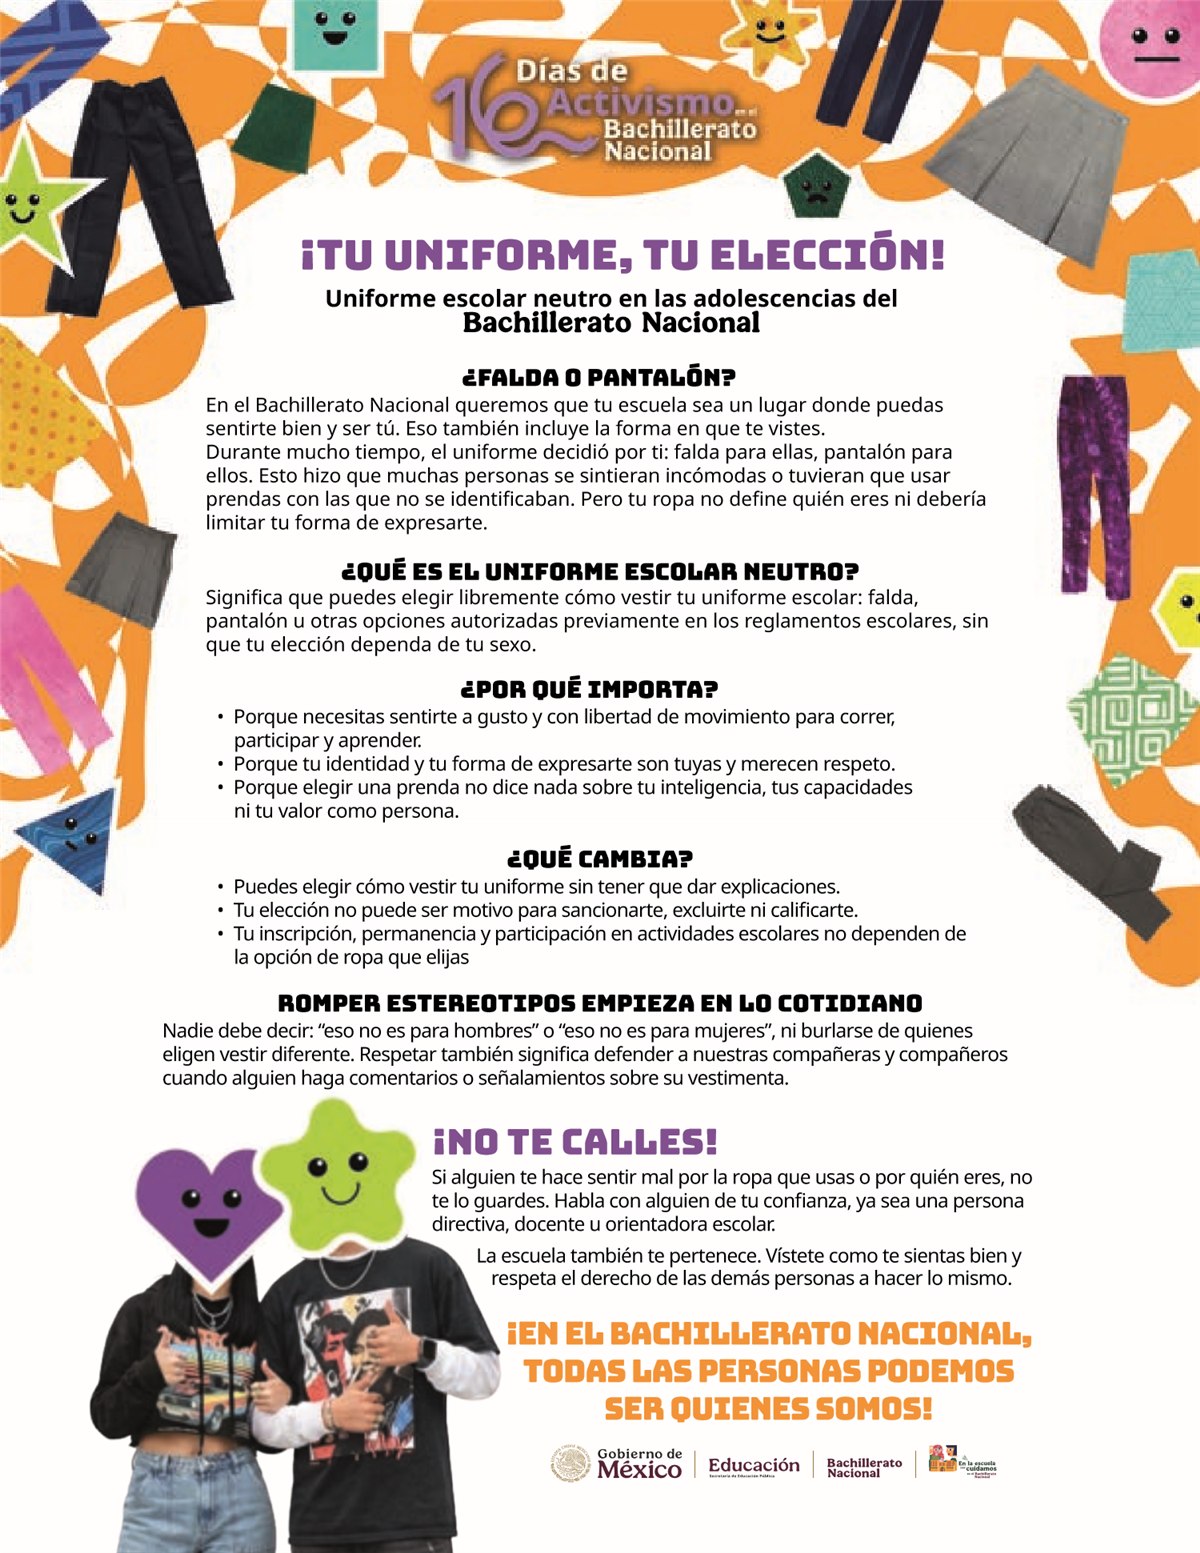 16 Días de
Activismo en el
Bachillerato
Nacional
¡TU UNIFORME, TU ELECCIÓN!
Uniforme escolar neutro en las adolescencias del
Bachillerato Nacional
¿FALDA O PANTALÓN?
En el Bachillerato Nacional queremos que tu escuela sea un lugar donde puedas
sentirte bien y ser tú. Eso también incluye la forma en que te vistes.
Durante mucho tiempo, el uniforme decidió por ti: falda para ellas, pantalón para
ellos. Esto hizo que muchas personas se sintieran incómodas o tuvieran que usar
prendas con las que no se identificaban. Pero tu ropa no define quién eres ni debería
limitar tu forma de expresarte.
¿QUÉ ES EL UNIFORME ESCOLAR NEUTRO?
Significa que puedes elegir libremente cómo vestir tu uniforme escolar: falda,
pantalón u otras opciones autorizadas previamente en los reglamentos escolares, sin
que tu elección dependa de tu sexo.
¿POR QUÉ IMPORTA?
• Porque necesitas sentirte a gusto y con libertad de movimiento para correr,
participar y aprender.
• Porque tu identidad y tu forma de expresarte son tuyas y merecen respeto.
• Porque elegir una prenda no dice nada sobre tu inteligencia, tus capacidades
ni tu valor como persona.
¿QUÉ CAMBIA?
• Puedes elegir cómo vestir tu uniforme sin tener que dar explicaciones.
• Tu elección no puede ser motivo para sancionarte, excluirte ni calificarte.
• Tu inscripción, permanencia y participación en actividades escolares no dependen de
la opción de ropa que elijas
ROMPER ESTEREOTIPOS EMPIEZA EN LO COTIDIANO
Nadie debe decir: “eso no es para hombres” o “eso no es para mujeres”, ni burlarse de quienes
eligen vestir diferente. Respetar también significa defender a nuestras compañeras y compañeros
cuando alguien haga comentarios o señalamientos sobre su vestimenta.
¡NO TE CALLES!
Si alguien te hace sentir mal por la ropa que usas o por quién eres, no
te lo guardes. Habla con alguien de tu confianza, ya sea una persona
directiva, docente u orientadora escolar.
La escuela también te pertenece. Vístete como te sientas bien y
respeta el derecho de las demás personas a hacer lo mismo.
¡EN EL BACHILLERATO NACIONAL,
TODAS LAS PERSONAS PODEMOS
SER QUIENES SOMOS!
Gobierno de
México
Educación
Secretaría de Educación Pública
Bachillerato
Nacional
En la escuela
nos cuidamos
en el Bachillerato
Nacional